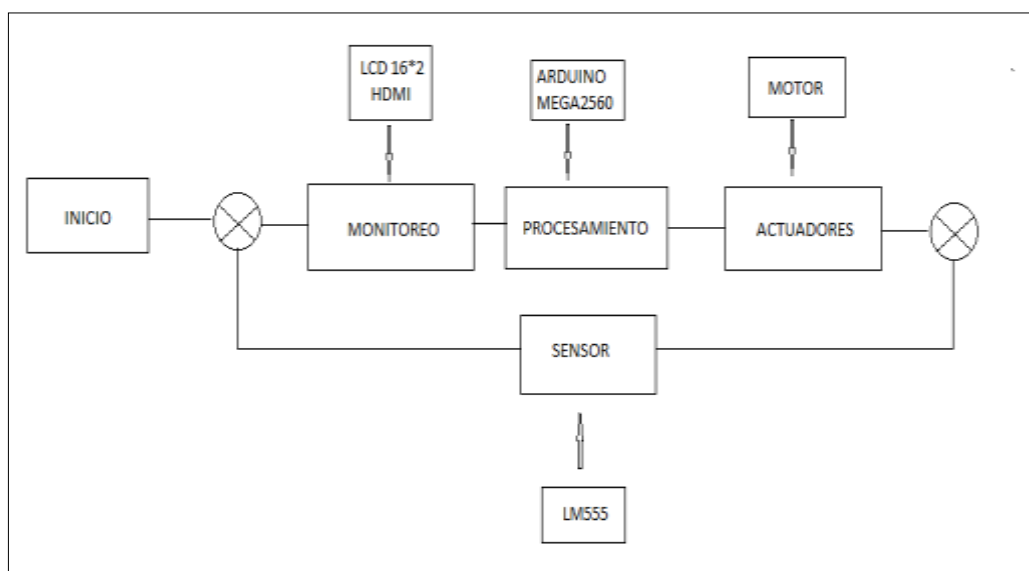 LCD 16*2
HDMI
ARDUINO
MEGA2560
MOTOR
INICIO
MONITOREO
PROCESAMIENTO
ACTUADORES
SENSOR
LM555